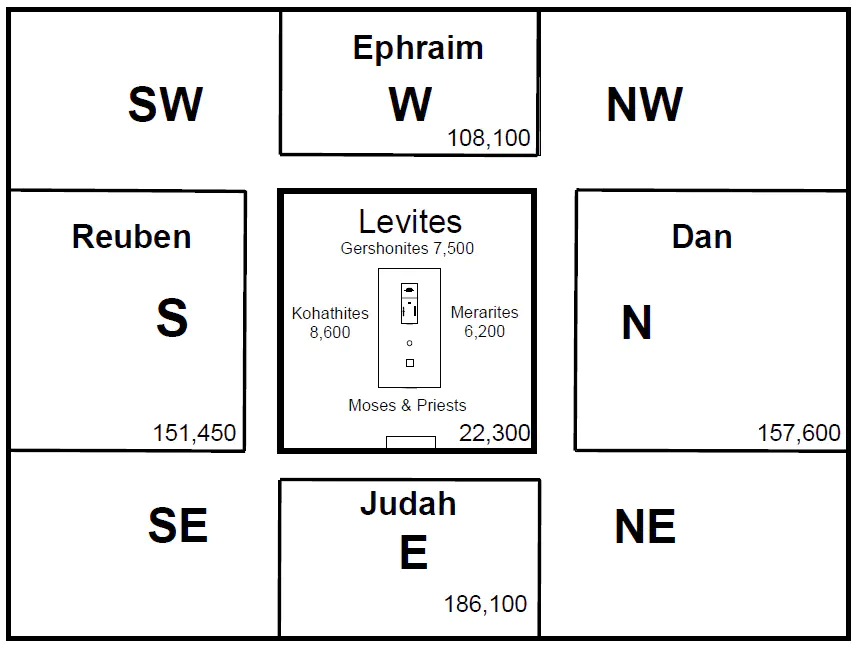 Ephraim
SW
W
NW
108,100
Levites
Gershonites 7,500
Reuben
Dan
Kohathites
8,600
Merarites
6,200
S
N
Moses & Priests
151,450
22,300
157,600
Judah
SE
E
NE
186,100